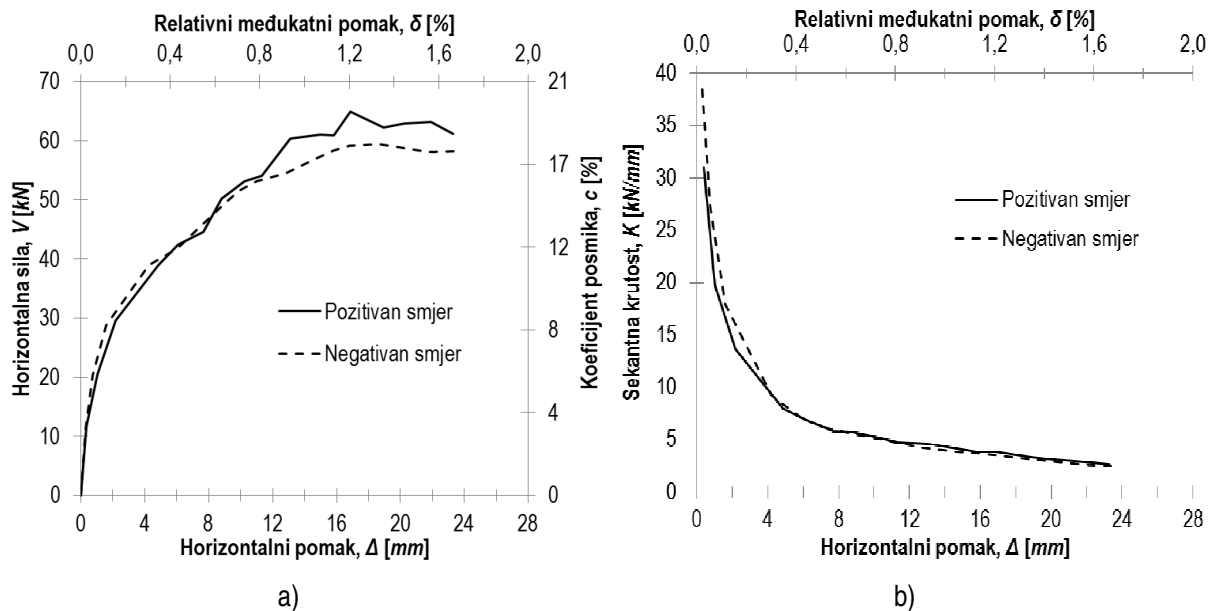 Relativni međukatni pomak, δ [%]
0,0 0,3 0,6 0,9 1,2 1,5 1,8
70
60
50
40
30
20
10
0
Horizontalna sila, V [kN]
21
17
12
8
4
0
Koeficijent posmika, c [%]
Pozitivan smjer
Negativan smjer
0 4 8 12 16 20 24 28
Horizontalni pomak, Δ [mm]
a)
Relativni međukatni pomak, δ [%]
0,0 0,4 0,8 1,2 1,6 2,0
40
35
30
25
20
15
10
5
0
Sekantna krutost, K [kN/mm]
Pozitivan smjer
Negativan smjer
0 4 8 12 16 20 24 28
Horizontalni pomak, Δ [mm]
b)